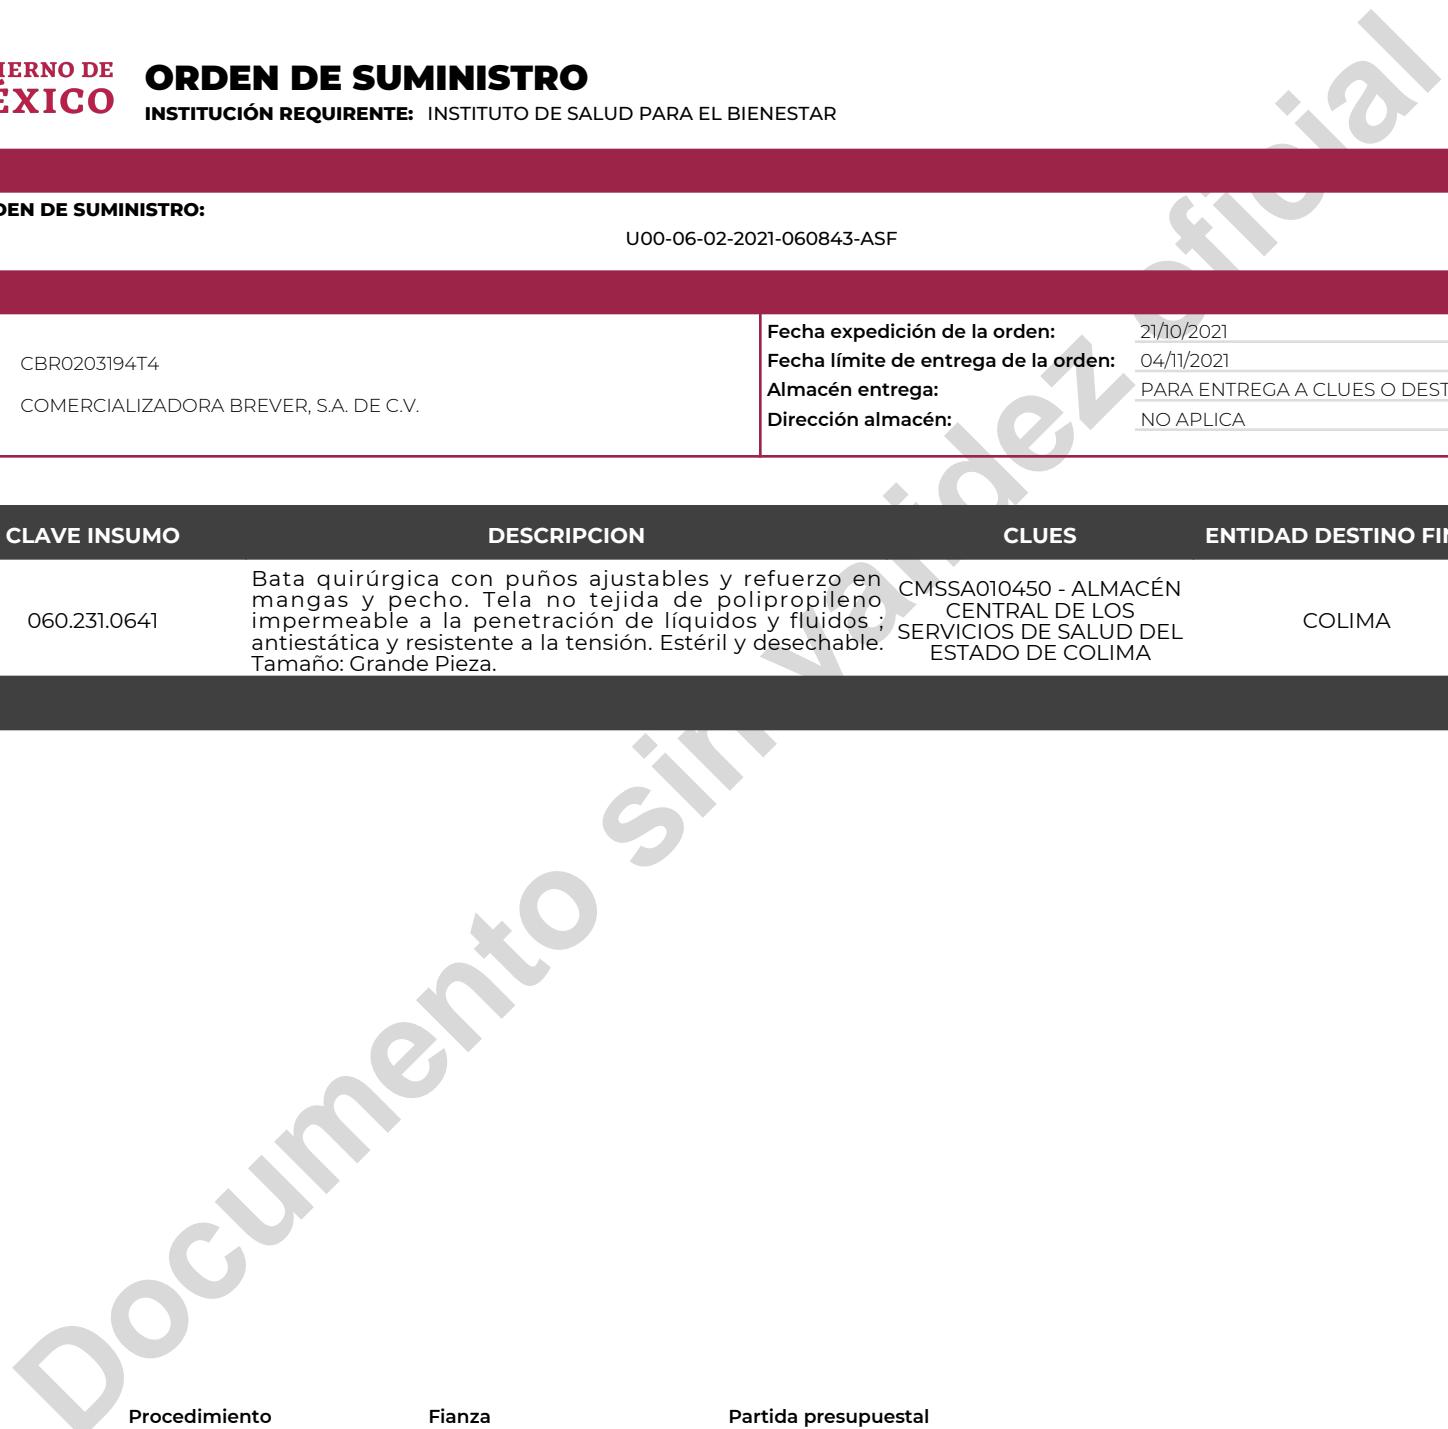 IERNO DE
ÉXICO
ORDEN DE SUMINISTRO
INSTITUCIÓN REQUIRENTE: INSTITUTO DE SALUD PARA EL BIENESTAR
DEN DE SUMINISTRO:
U00-06-02-2021-060843-ASF
CBR0203194T4
COMERCIALIZADORA BREVER, S.A. DE C.V.
Fecha expedición de la orden: 21/10/2021
Fecha límite de entrega de la orden: 04/11/2021
Almacén entrega: PARA ENTREGA A CLUES O DEST
Dirección almacén: NO APLICA
CLAVE INSUMO DESCRIPCION CLUES ENTIDAD DESTINO FIN
060.231.0641
Bata quirúrgica con puños ajustables y refuerzo en
mangas y pecho. Tela no tejida de polipropileno
impermeable a la penetración de líquidos y fluidos ;
antiestática y resistente a la tensión. Estéril y desechable.
Tamaño: Grande Pieza.
CMSSA010450 - ALMACÉN
CENTRAL DE LOS
SERVICIOS DE SALUD DEL
ESTADO DE COLIMA
COLIMA
Documento sin validez oficial
Procedimiento Fianza Partida presupuestal